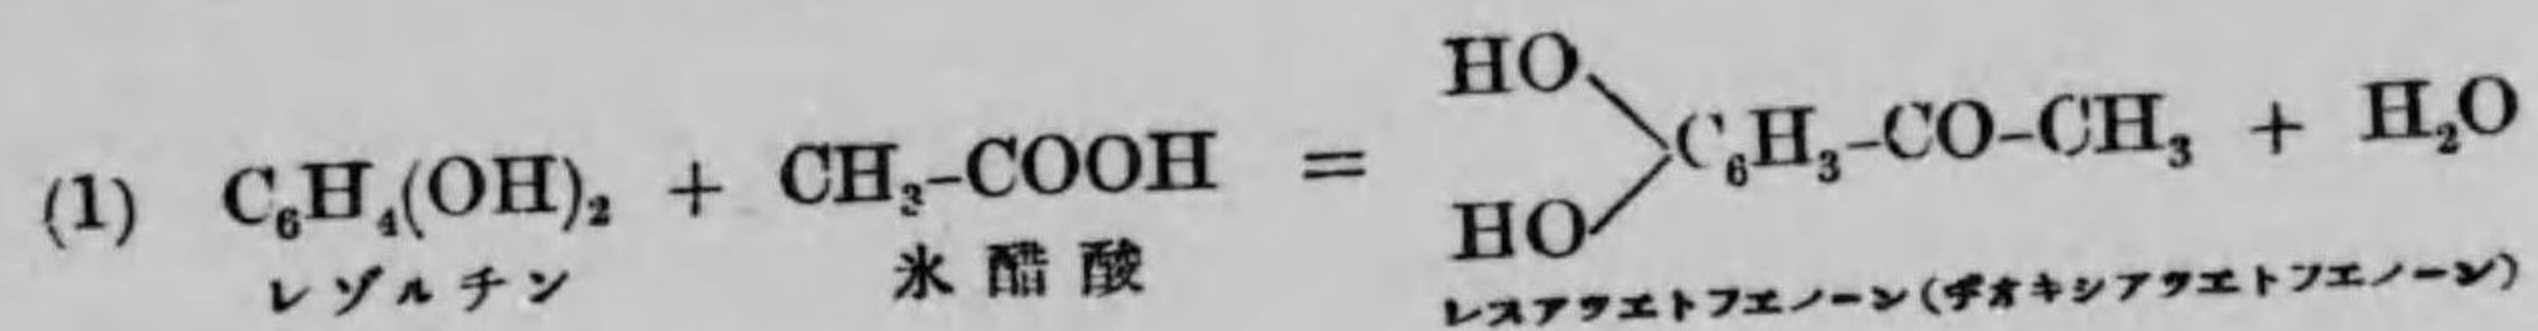 HO
(1) C₆H₄(OH)₂ + CH₃-COOH = C₆H₃-CO-CH₃ + H₂O
HO
レゾルチン 氷醋酸 レスアツエトフエノーン(ヂオキシアツエトフエノーン)